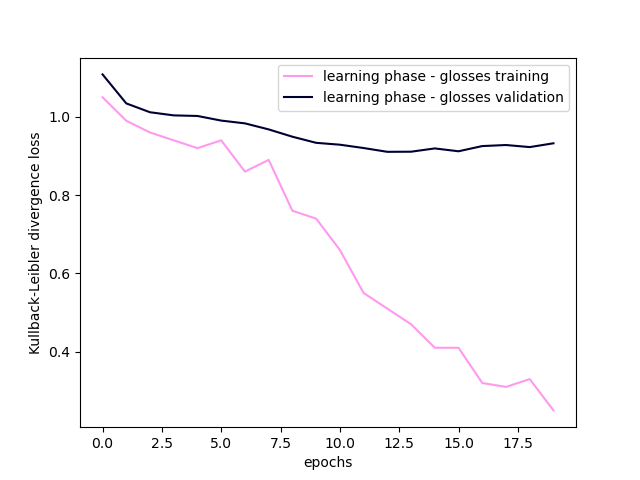 learning phase - glosses training
learning phase - glosses validation
1.0
0.8
0.6
0.4
Kullback-Leibler divergence loss
0.0 2.5 5.0 7.5 10.0 12.5 15.0 17.5
epochs